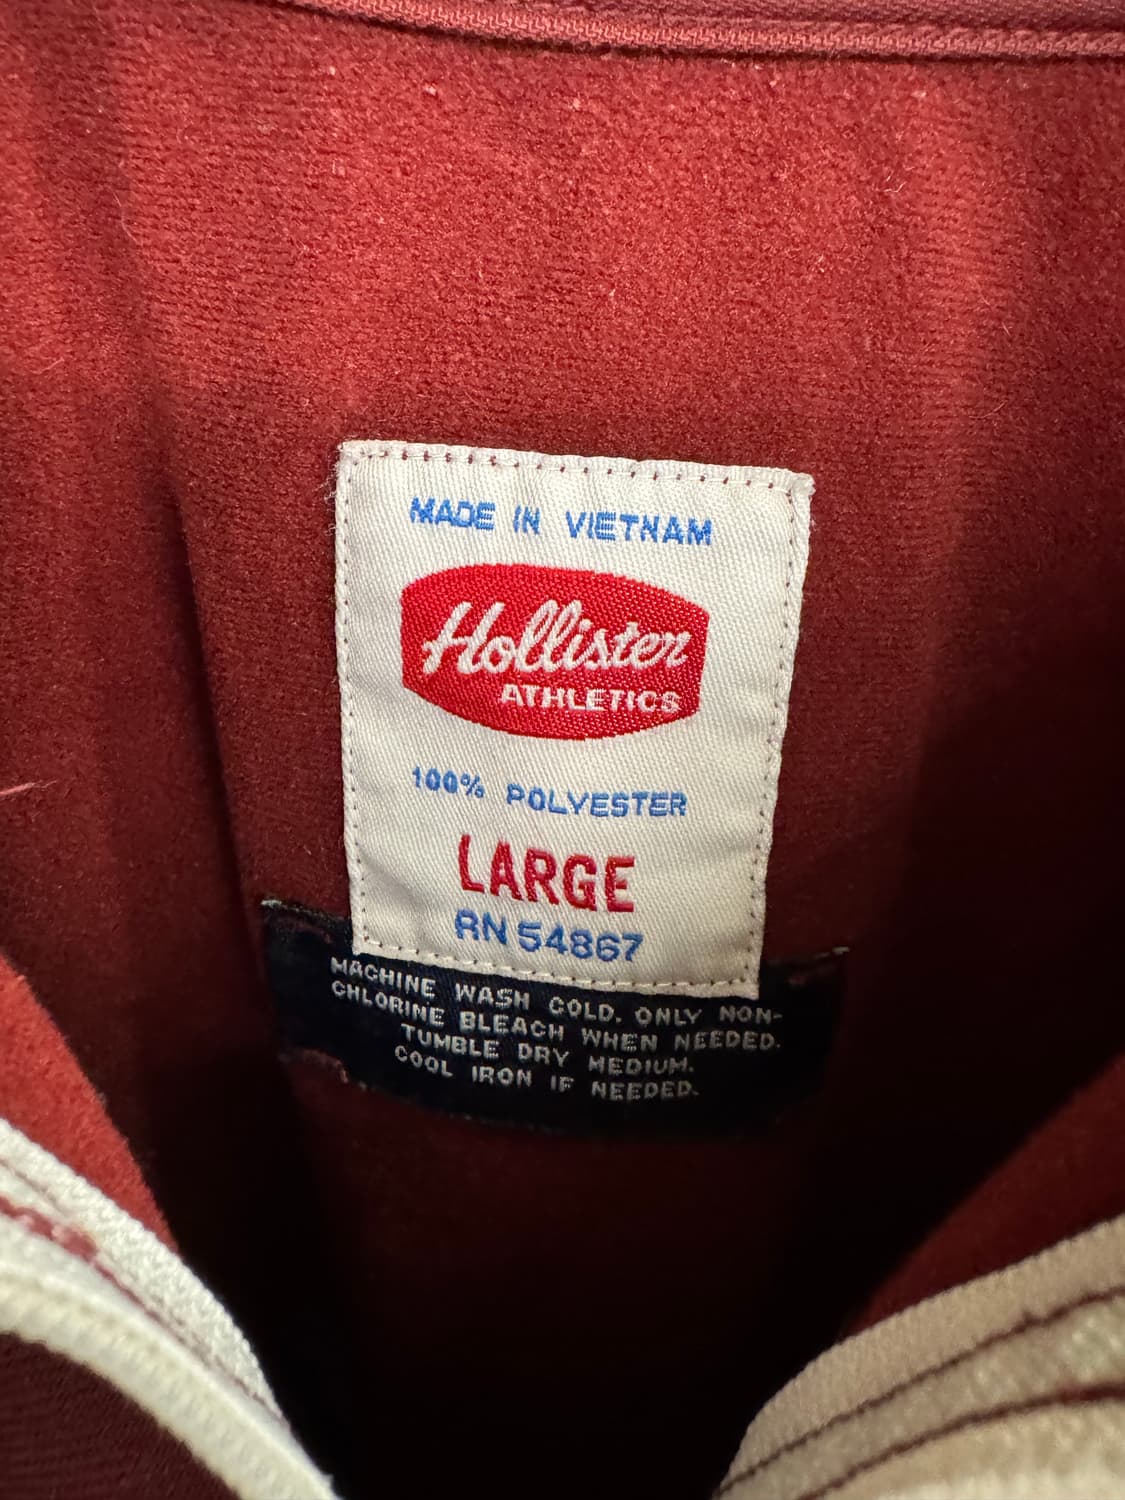 MADE IN VIETNAM
Hollister
ATHLETICS
100% POLYESTER
LARGE
RN 54867
MACHINE WASH COLD. ONLY NON-
CHLORINE BLEACH WHEN NEEDED.
TUMBLE DRY MEDIUM.
COOL IRON IF NEEDED.